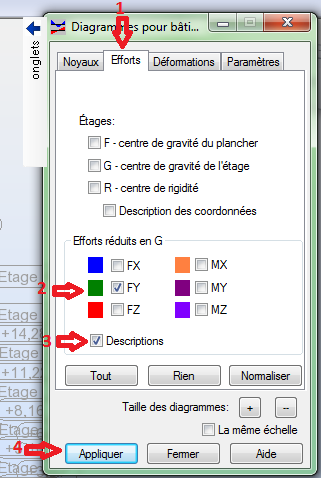 1
Diagrammes pour bâti...
onglets
Noyaux Efforts Déformations Paramètres
Étages:
F - centre de gravité du plancher
G - centre de gravité de l'étage
R - centre de rigidité
Description des coordonnées
Efforts réduits en G
FX MX
2 FY MY
FZ MZ
3 Descriptions
Tout Rien Normaliser
Taille des diagrammes: + --
La même échelle
4 Appliquer Fermer Aide
Etage
+14,2
Etage
+11,2
Etage
+8,16
Etage
Etage